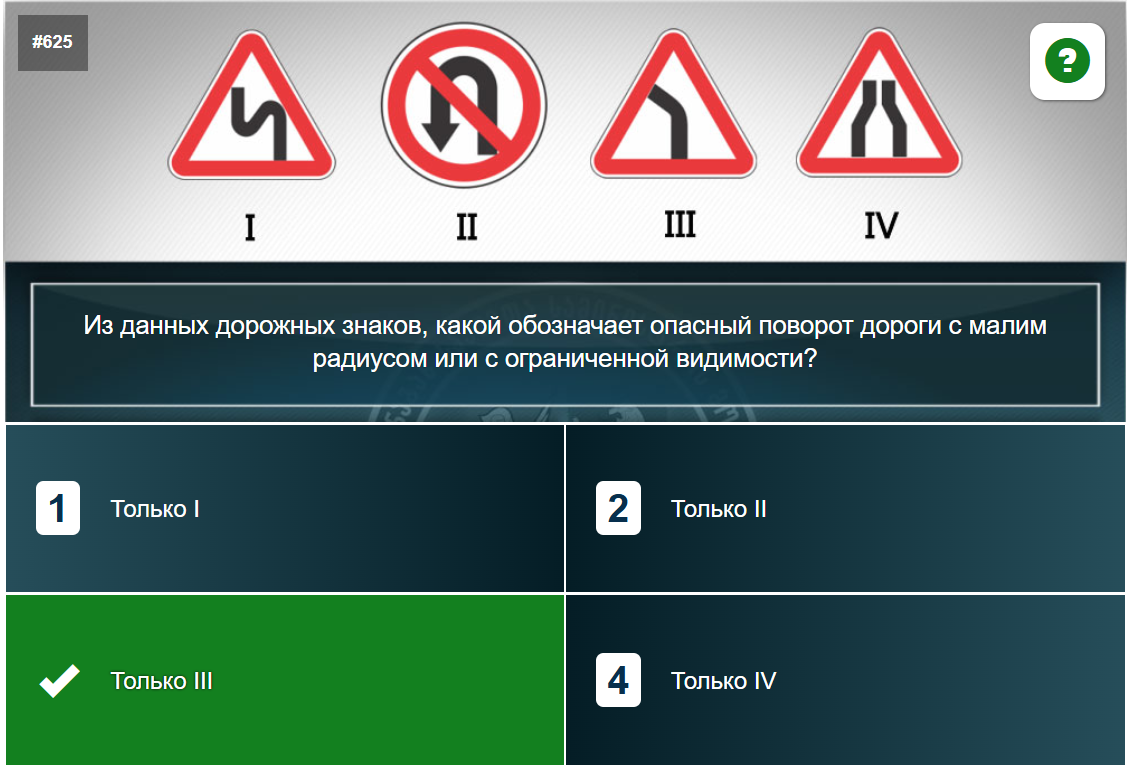 #625
?
I
II
III
IV
Из данных дорожных знаков, какой обозначает опасный поворот дороги с малим
радиусом или с ограниченной видимости?
1
Только I
2
Только II
Только III
4
Только IV